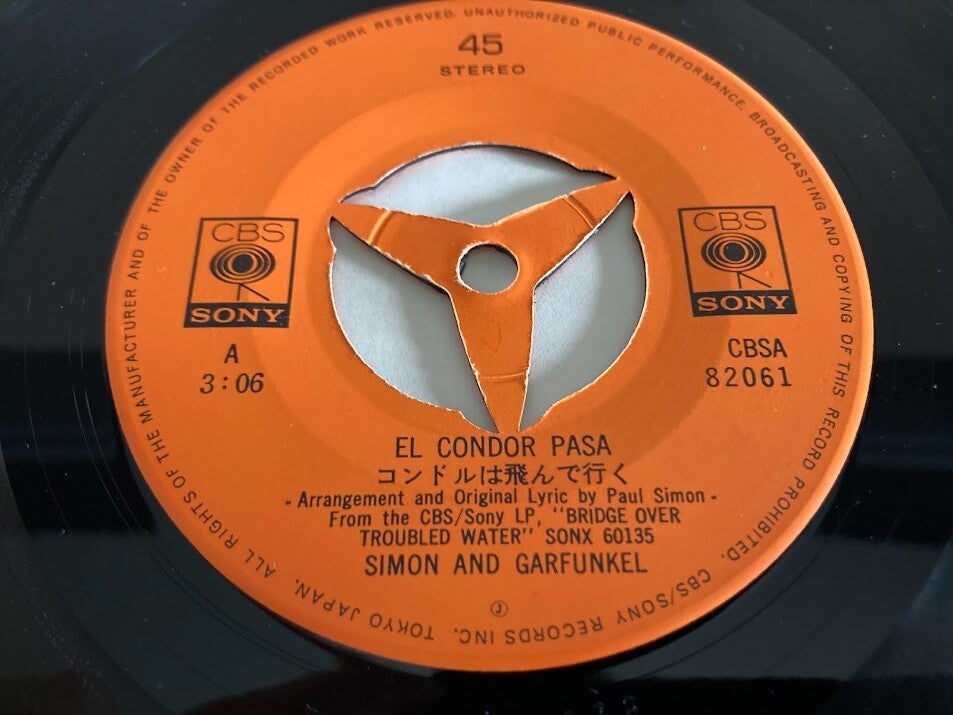 ALL RIGHTS OF THE MANUFACTURER AND OF THE OWNER OF THE RECORDED WORK RESERVED. UNAUTHORIZED PUBLIC PERFORMANCE, BROADCASTING AND COPYING OF THIS RECORD PROHIBITED. CBS/SONY RECORDS INC. TOKYO JAPAN.
45
STEREO
CBS
SONY
CBS
SONY
A
3:06
CBSA
82061
EL CONDOR PASA
コンドルは飛んで行く
- Arrangement and Original Lyric by Paul Simon -
From the CBS/Sony LP, "BRIDGE OVER
TROUBLED WATER" SONX 60135
SIMON AND GARFUNKEL